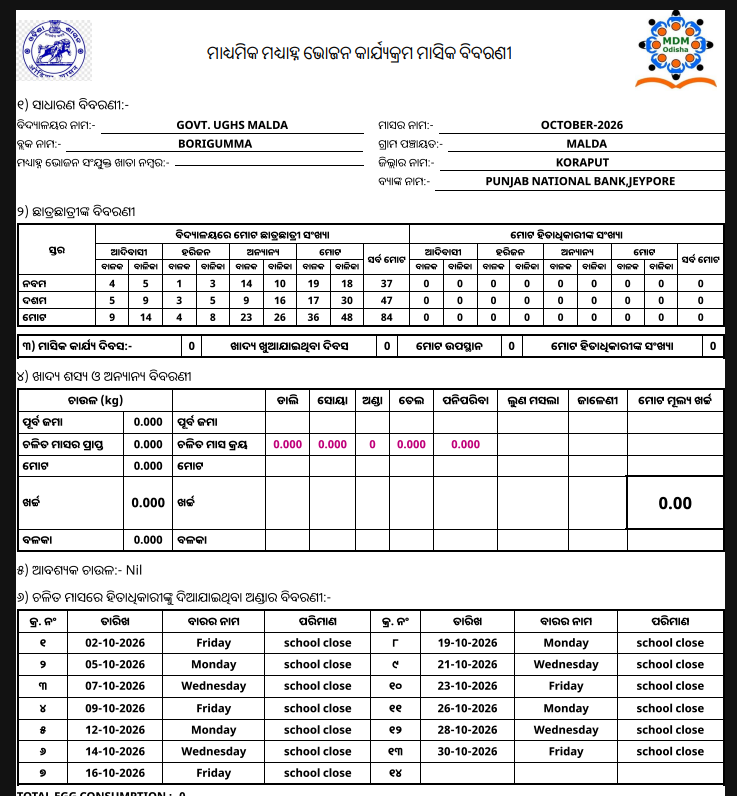 ମାଧ୍ୟମିକ ମଧ୍ୟାହ୍ନ ଭୋଜନ କାର୍ଯ୍ୟକ୍ରମ ମାସିକ ବିବରଣୀ
MDM
Odisha
୧) ସାଧାରଣ ବିବରଣୀ:-
ବିଦ୍ୟାଳୟର ନାମ:- GOVT. UGHS MALDA ମାସର ନାମ:- OCTOBER-2026
ବ୍ଲକ ନାମ:- BORIGUMMA ଗ୍ରାମ ପଞ୍ଚାୟତ:- MALDA
ମଧ୍ୟାହ୍ନ ଭୋଜନ ସଂଯୁକ୍ତ ଖାତା ନମ୍ବର:- ଜିଲ୍ଲାର ନାମ:- KORAPUT
ବ୍ୟାଙ୍କ ନାମ:- PUNJAB NATIONAL BANK,JEYPORE
୨) ଛାତ୍ରଛାତ୍ରୀଙ୍କ ବିବରଣୀ
ସ୍ତର ବିଦ୍ୟାଳୟରେ ମୋଟ ଛାତ୍ରଛାତ୍ରୀ ସଂଖ୍ୟା ମୋଟ ହିତାଧିକାରୀଙ୍କ ସଂଖ୍ୟା
ଆଦିବାସୀ ହରିଜନ ଅନ୍ୟାନ୍ୟ ମୋଟ ସର୍ବ ମୋଟ ଆଦିବାସୀ ହରିଜନ ଅନ୍ୟାନ୍ୟ ମୋଟ ସର୍ବ ମୋଟ
ବାଳକ ବାଳିକା ବାଳକ ବାଳିକା ବାଳକ ବାଳିକା ବାଳକ ବାଳିକା ବାଳକ ବାଳିକା ବାଳକ ବାଳିକା ବାଳକ ବାଳିକା ବାଳକ ବାଳିକା
ନବମ 4 5 1 3 14 10 19 18 37 0 0 0 0 0 0 0 0 0
ଦଶମ 5 9 3 5 9 16 17 30 47 0 0 0 0 0 0 0 0 0
ମୋଟ 9 14 4 8 23 26 36 48 84 0 0 0 0 0 0 0 0 0
୩) ମାସିକ କାର୍ଯ୍ୟ ଦିବସ:- 0 ଖାଦ୍ୟ ଖୁଆଯାଇଥିବା ଦିବସ 0 ମୋଟ ଉପସ୍ଥାନ 0 ମୋଟ ହିତାଧିକାରୀଙ୍କ ସଂଖ୍ୟା 0
୪) ଖାଦ୍ୟ ଶସ୍ୟ ଓ ଅନ୍ୟାନ୍ୟ ବିବରଣୀ
ଚାଉଳ (kg) ଡାଲି ସୋୟା ଅଣ୍ଡା ତେଲ ପନିପରିବା ଲୁଣ ମସଲା ଜାଳେଣୀ ମୋଟ ମୂଲ୍ୟ ଖର୍ଚ୍ଚ
ପୂର୍ବ ଜମା 0.000 ପୂର୍ବ ଜମା
ଚଳିତ ମାସର ପ୍ରାପ୍ତ 0.000 ଚଳିତ ମାସ କ୍ରୟ 0.000 0.000 0 0.000 0.000
ମୋଟ 0.000 ମୋଟ
ଖର୍ଚ୍ଚ 0.000 ଖର୍ଚ୍ଚ 0.00
ବଳକା 0.000 ବଳକା
୫) ଆବଶ୍ୟକ ଚାଉଳ:- Nil
୬) ଚଳିତ ମାସରେ ହିତାଧିକାରୀଙ୍କୁ ଦିଆଯାଇଥିବା ଅଣ୍ଡାର ବିବରଣୀ:-
କ୍ର. ନଂ ତାରିଖ ବାରର ନାମ ପରିମାଣ କ୍ର. ନଂ ତାରିଖ ବାରର ନାମ ପରିମାଣ
୧ 02-10-2026 Friday school close ୮ 19-10-2026 Monday school close
୨ 05-10-2026 Monday school close ୯ 21-10-2026 Wednesday school close
୩ 07-10-2026 Wednesday school close ୧୦ 23-10-2026 Friday school close
୪ 09-10-2026 Friday school close ୧୧ 26-10-2026 Monday school close
୫ 12-10-2026 Monday school close ୧୨ 28-10-2026 Wednesday school close
୬ 14-10-2026 Wednesday school close ୧୩ 30-10-2026 Friday school close
୭ 16-10-2026 Friday school close ୧୪
TOTAL EGG CONSUMPTION : 0